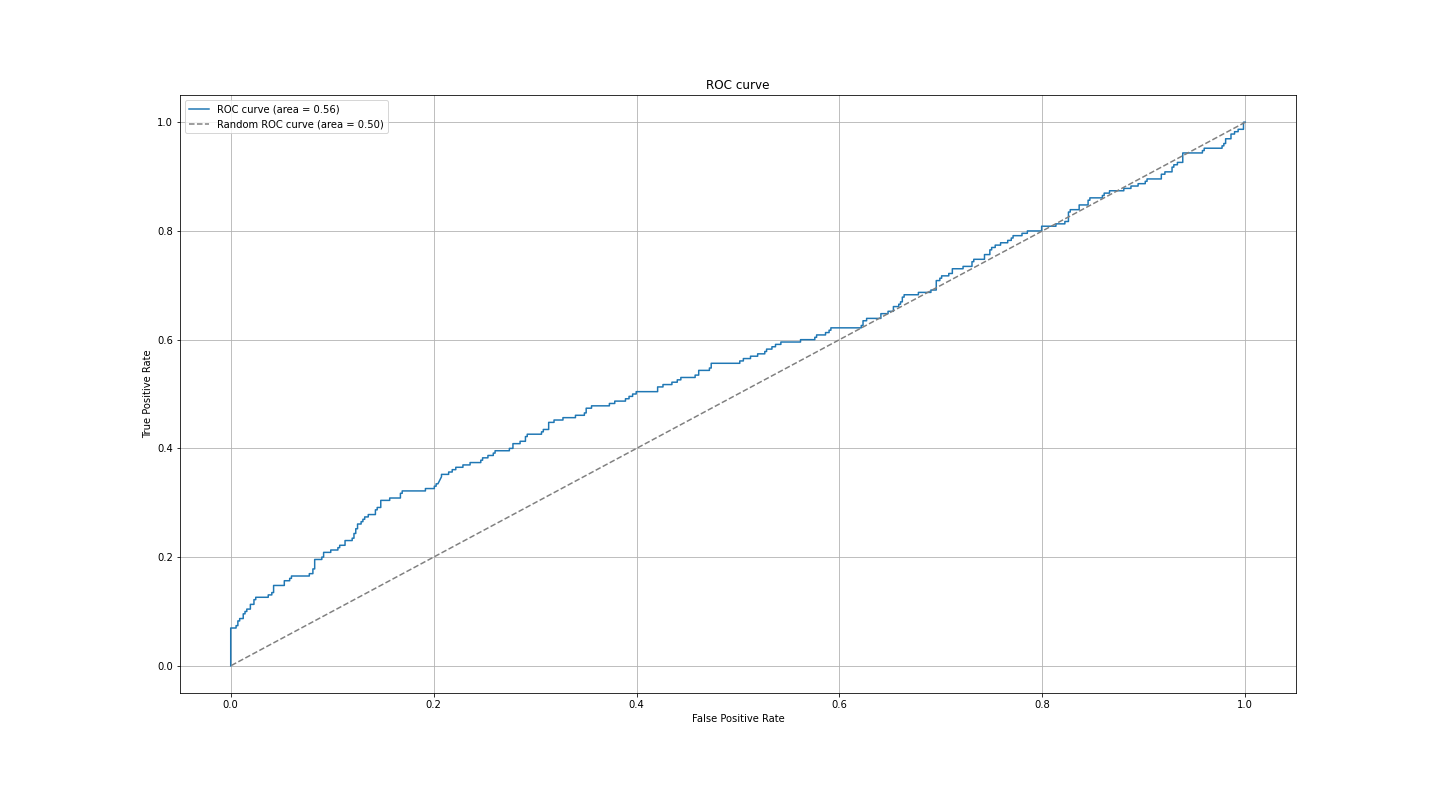 ROC curve
ROC curve (area = 0.56)
Random ROC curve (area = 0.50)
1.0
0.8
0.6
0.4
0.2
0.0
True Positive Rate
0.0 0.2 0.4 0.6 0.8 1.0
False Positive Rate